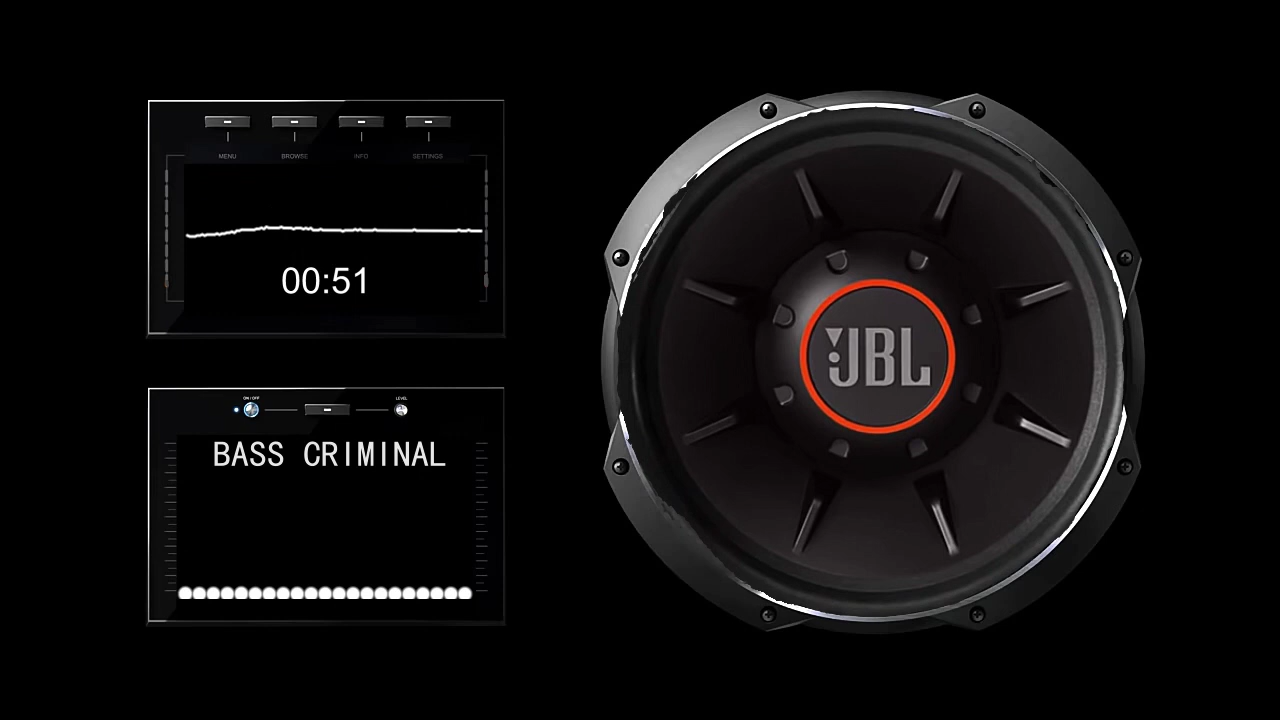 MENU BROWSE INFO SETTINGS
00:51
ON / OFF LEVEL
BASS CRIMINAL
JBL